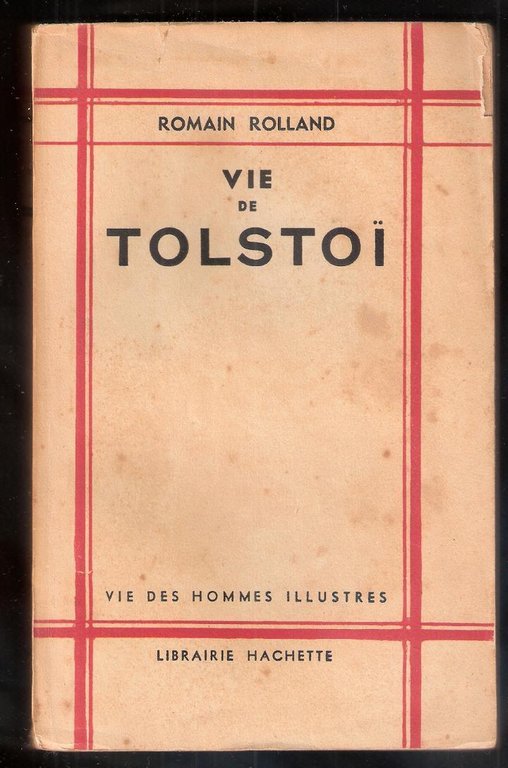 ROMAIN ROLLAND
VIE
DE
TOLSTOÏ
VIE DES HOMMES ILLUSTRES
LIBRAIRIE HACHETTE